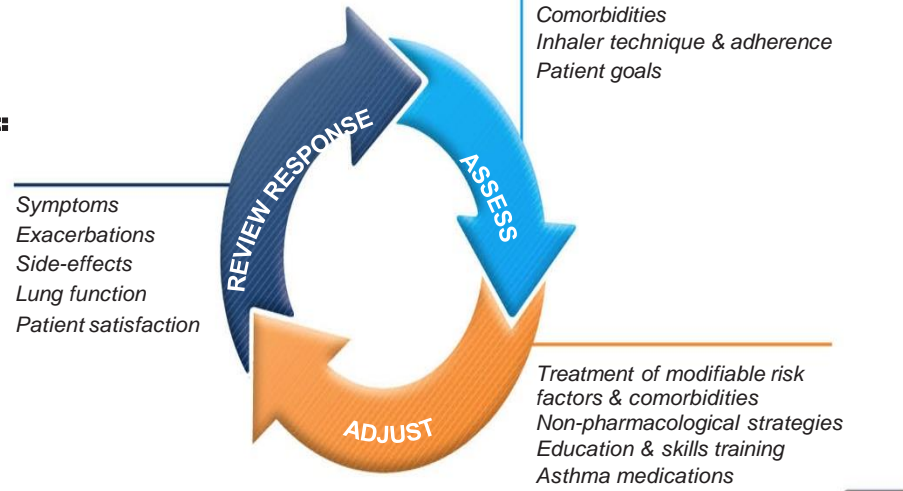 Comorbidities
Inhaler technique & adherence
Patient goals
REVIEW RESPONSE
ASSESS
Symptoms
Exacerbations
Side-effects
Lung function
Patient satisfaction
ADJUST
Treatment of modifiable risk
factors & comorbidities
Non-pharmacological strategies
Education & skills training
Asthma medications